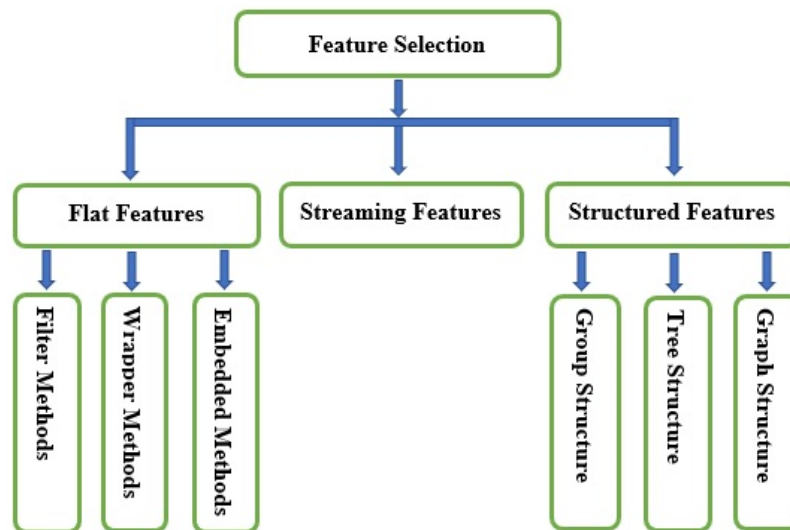 Feature Selection
Flat Features
Streaming Features
Structured Features
Filter Methods
Wrapper Methods
Embedded Methods
Group Structure
Tree Structure
Graph Structure